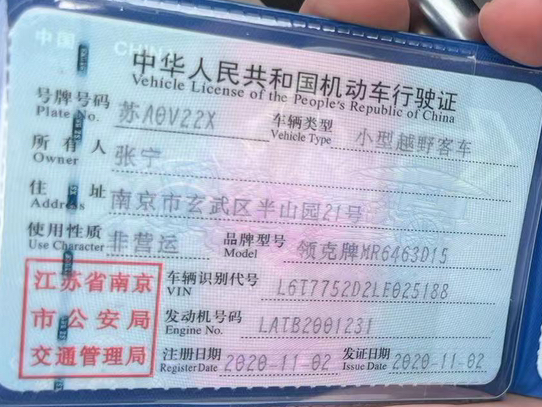 中国 CHINA
中华人民共和国机动车行驶证
Vehicle License of the People's Republic of China
号牌号码 苏A0V22X 车辆类型 小型越野客车
Plate No. Vehicle Type
所有人 张宁
Owner
住址 南京市玄武区半山园21号
Address
使用性质 非营运 品牌型号 领克牌MR6463D15
Use Character Model
江苏省南京 车辆识别代号 L6T7752D2LE025188
VIN
市公安局 发动机号码 LATB2001231
Engine No.
交通管理局 注册日期 2020-11-02 发证日期 2020-11-02
Register Date Issue Date